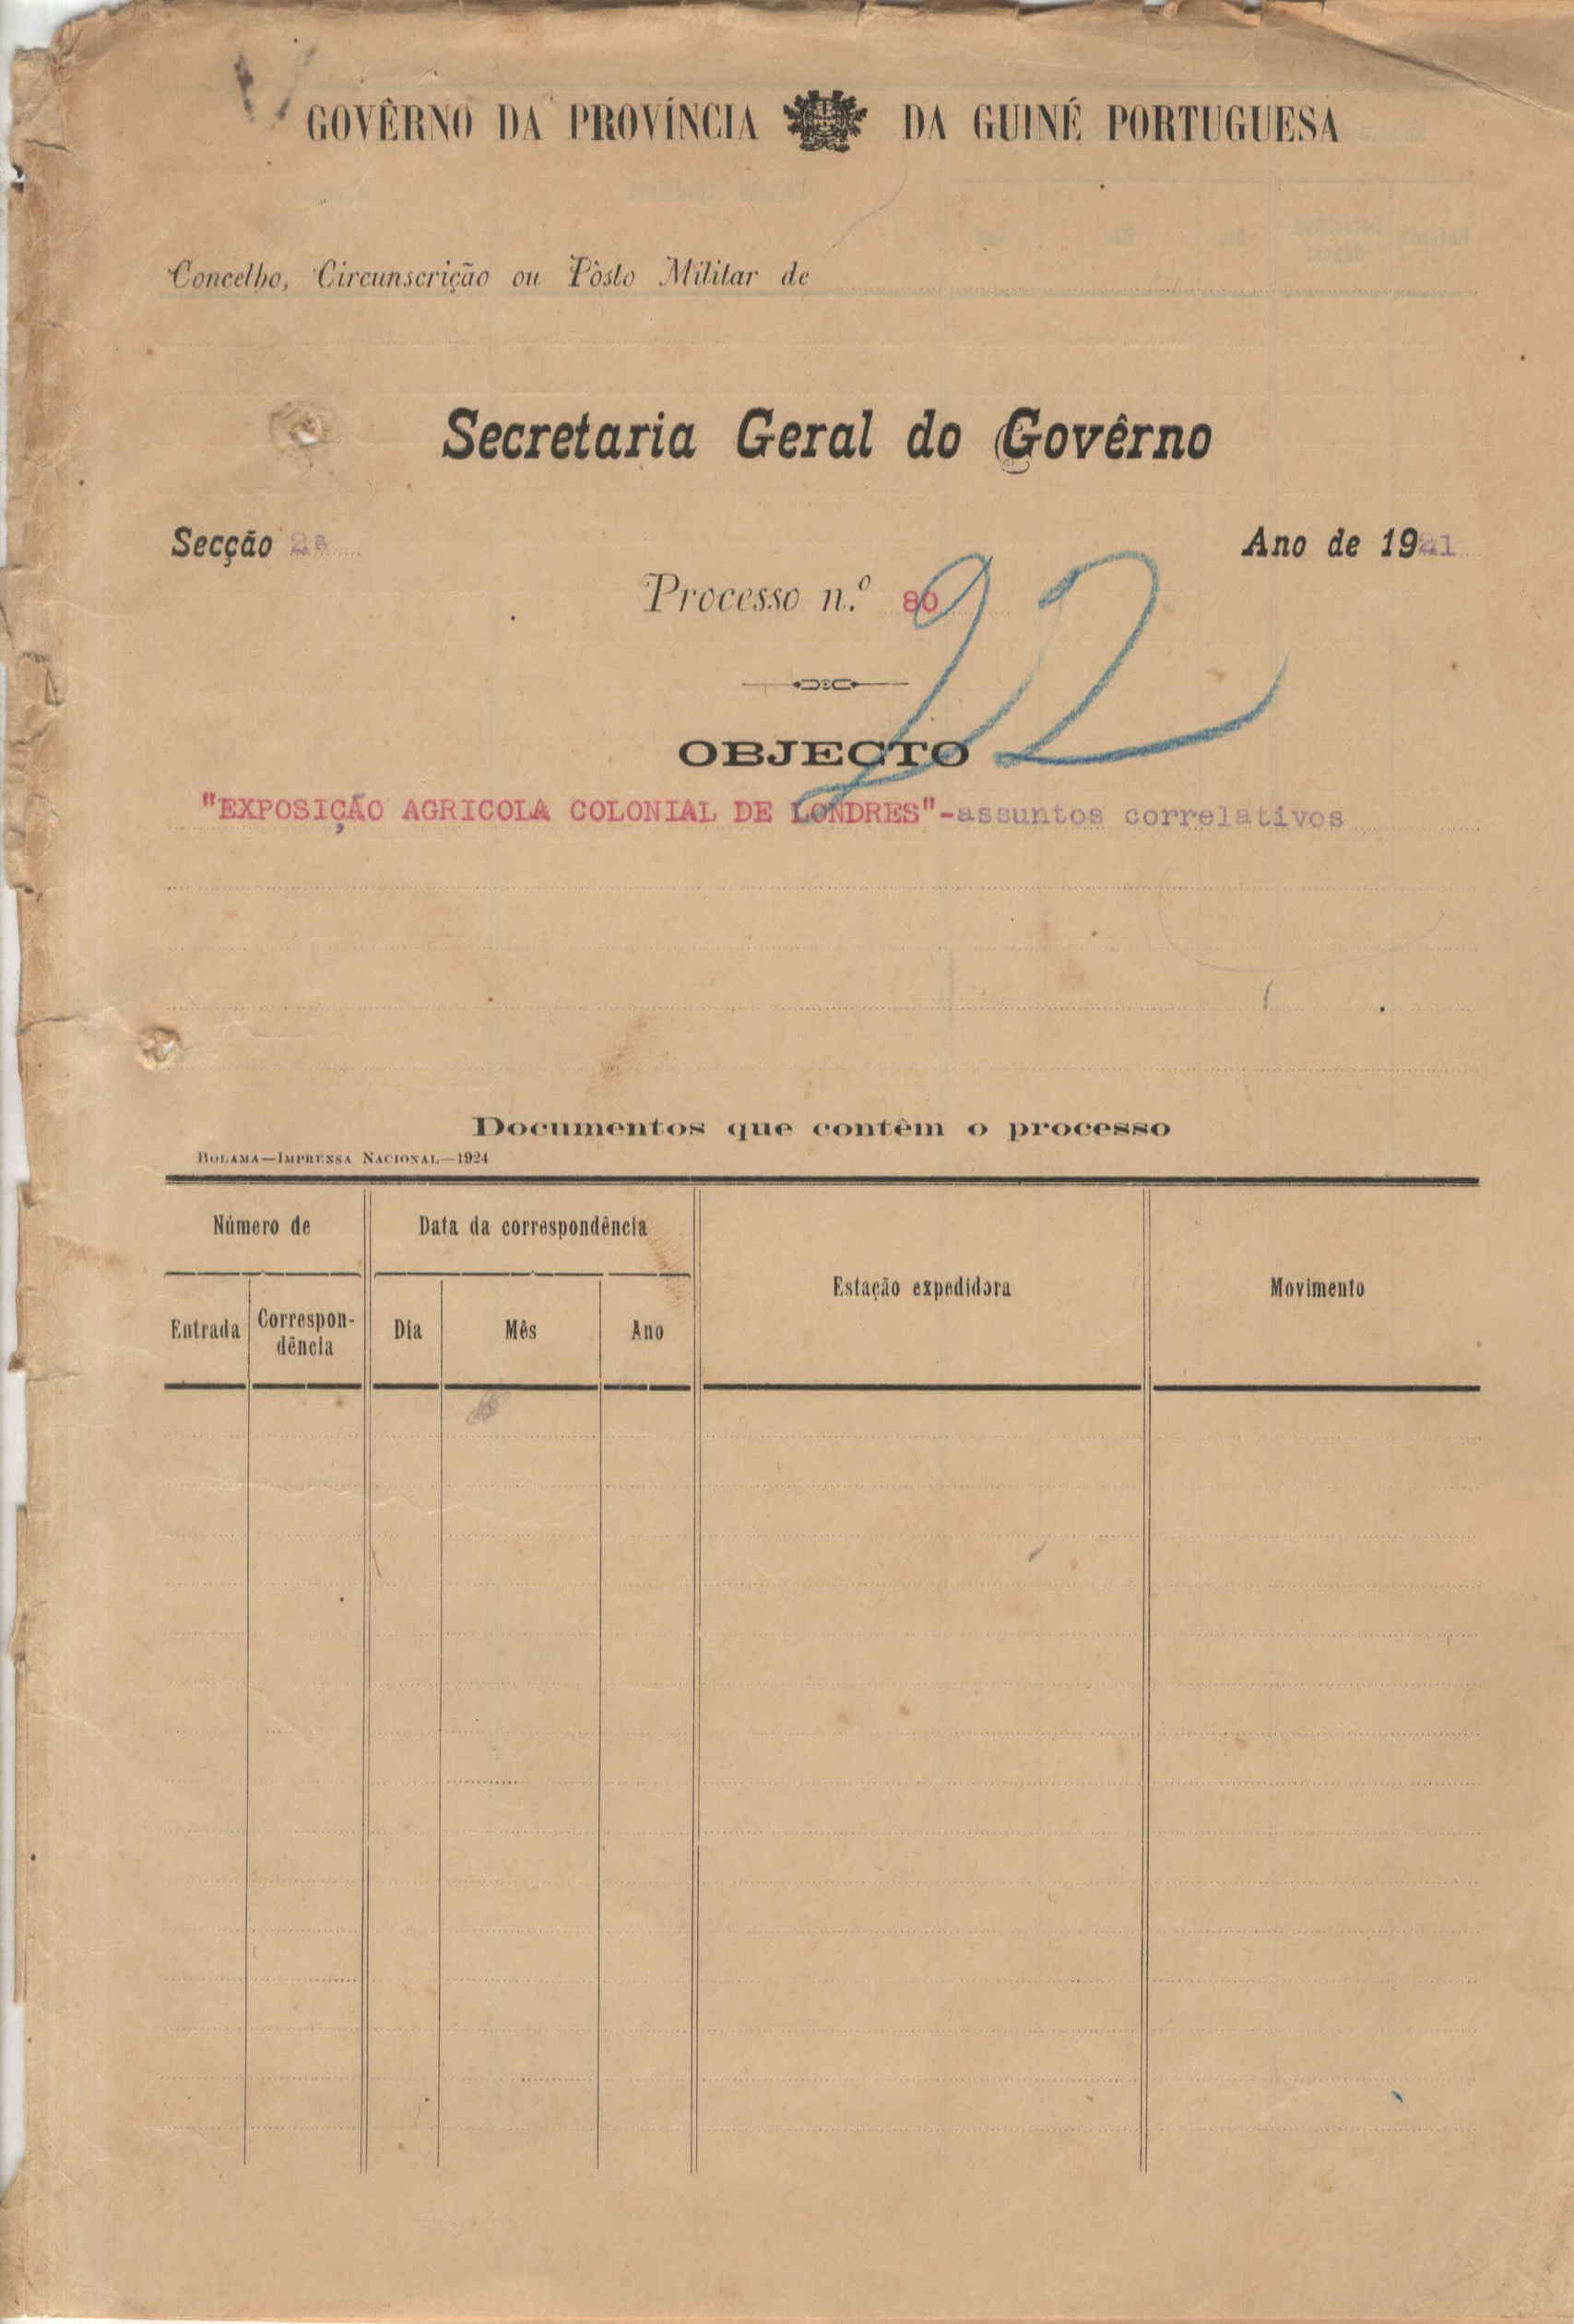 GOVÊRNO DA PROVÍNCIA DA GUINÉ PORTUGUESA
Concelho, Circunscrição ou Pôsto Militar de
Secretaria Geral do Govêrno
Secção 2ª
Ano de 1921
Processo n.º 80
22
OBJECTO
"EXPOSIÇÃO AGRICOLA COLONIAL DE LONDRES"-assuntos correlativos
Documentos que contêm o processo
BOLAMA—IMPRENSA NACIONAL—1924
Número de
Data da correspondência
Estação expedidora
Movimento
Entrada
Correspon-
dência
Dia
Mês
Ano